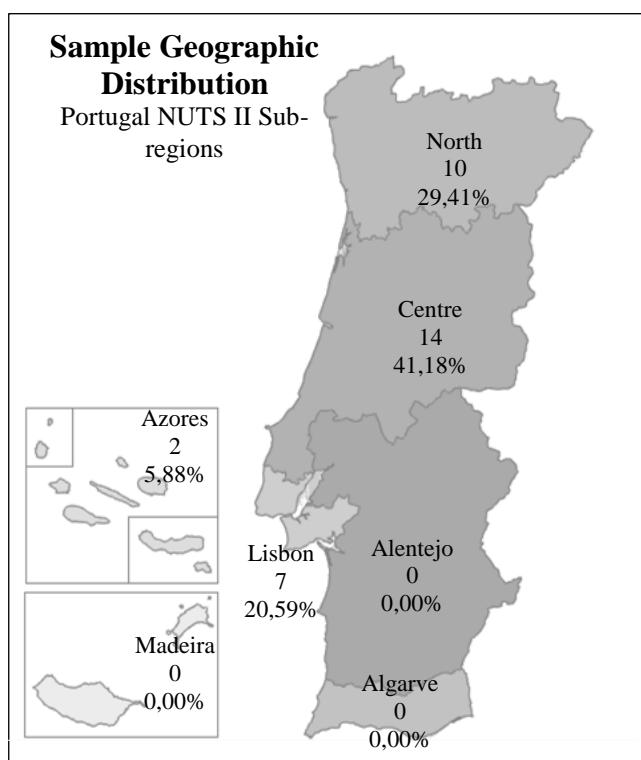 Sample Geographic
Distribution
Portugal NUTS II Sub-
regions
North
10
29,41%
Centre
14
41,18%
Azores
2
5,88%
Lisbon
7
20,59%
Alentejo
0
0,00%
Madeira
0
0,00%
Algarve
0
0,00%